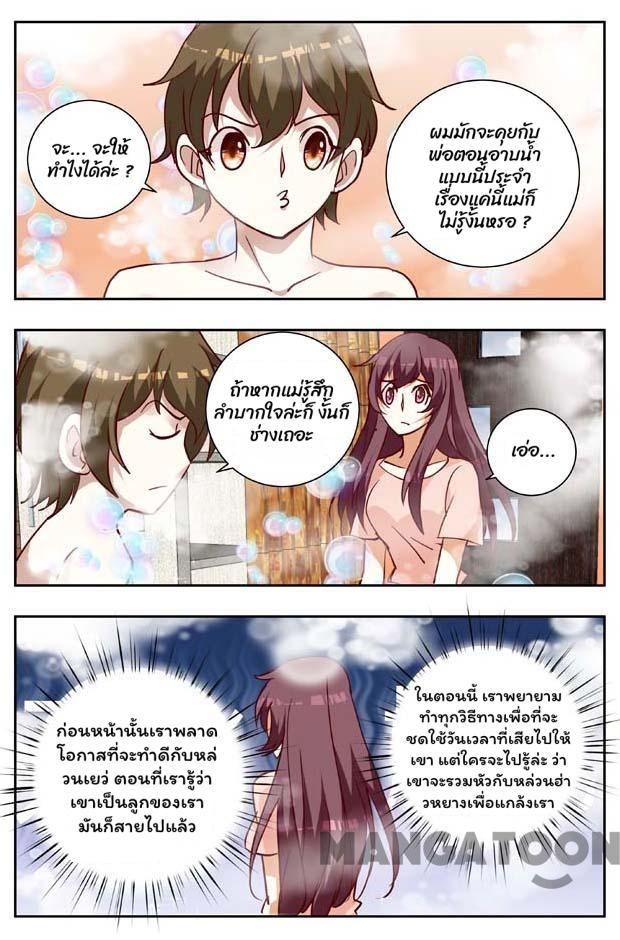 จะ... จะให้
ทำไงได้ล่ะ ?
ผมมักจะคุยกับ
พ่อตอนอาบน้ำ
แบบนี้ประจำ
เรื่องแค่นี้แม่ก็
ไม่รู้งั้นหรอ ?
ถ้าหากแม่รู้สึก
ลำบากใจล่ะก็ งั้นก็
ช่างเถอะ
เอ่อ...
ก่อนหน้านั้นเราพลาด
โอกาสที่จะทำดีกับหล่
วนเยว่ ตอนที่เรารู้ว่า
เขาเป็นลูกของเรา
มันก็สายไปแล้ว
ในตอนนี้ เราพยายาม
ทำทุกวิถีทางเพื่อที่จะ
ชดใช้วันเวลาที่เสียไปให้
เขา แต่ใครจะไปรู้ล่ะ ว่า
เขาจะรวมหัวกับหล่วนฮ่า
วหยางเพื่อแกล้งเรา
MANGATOON